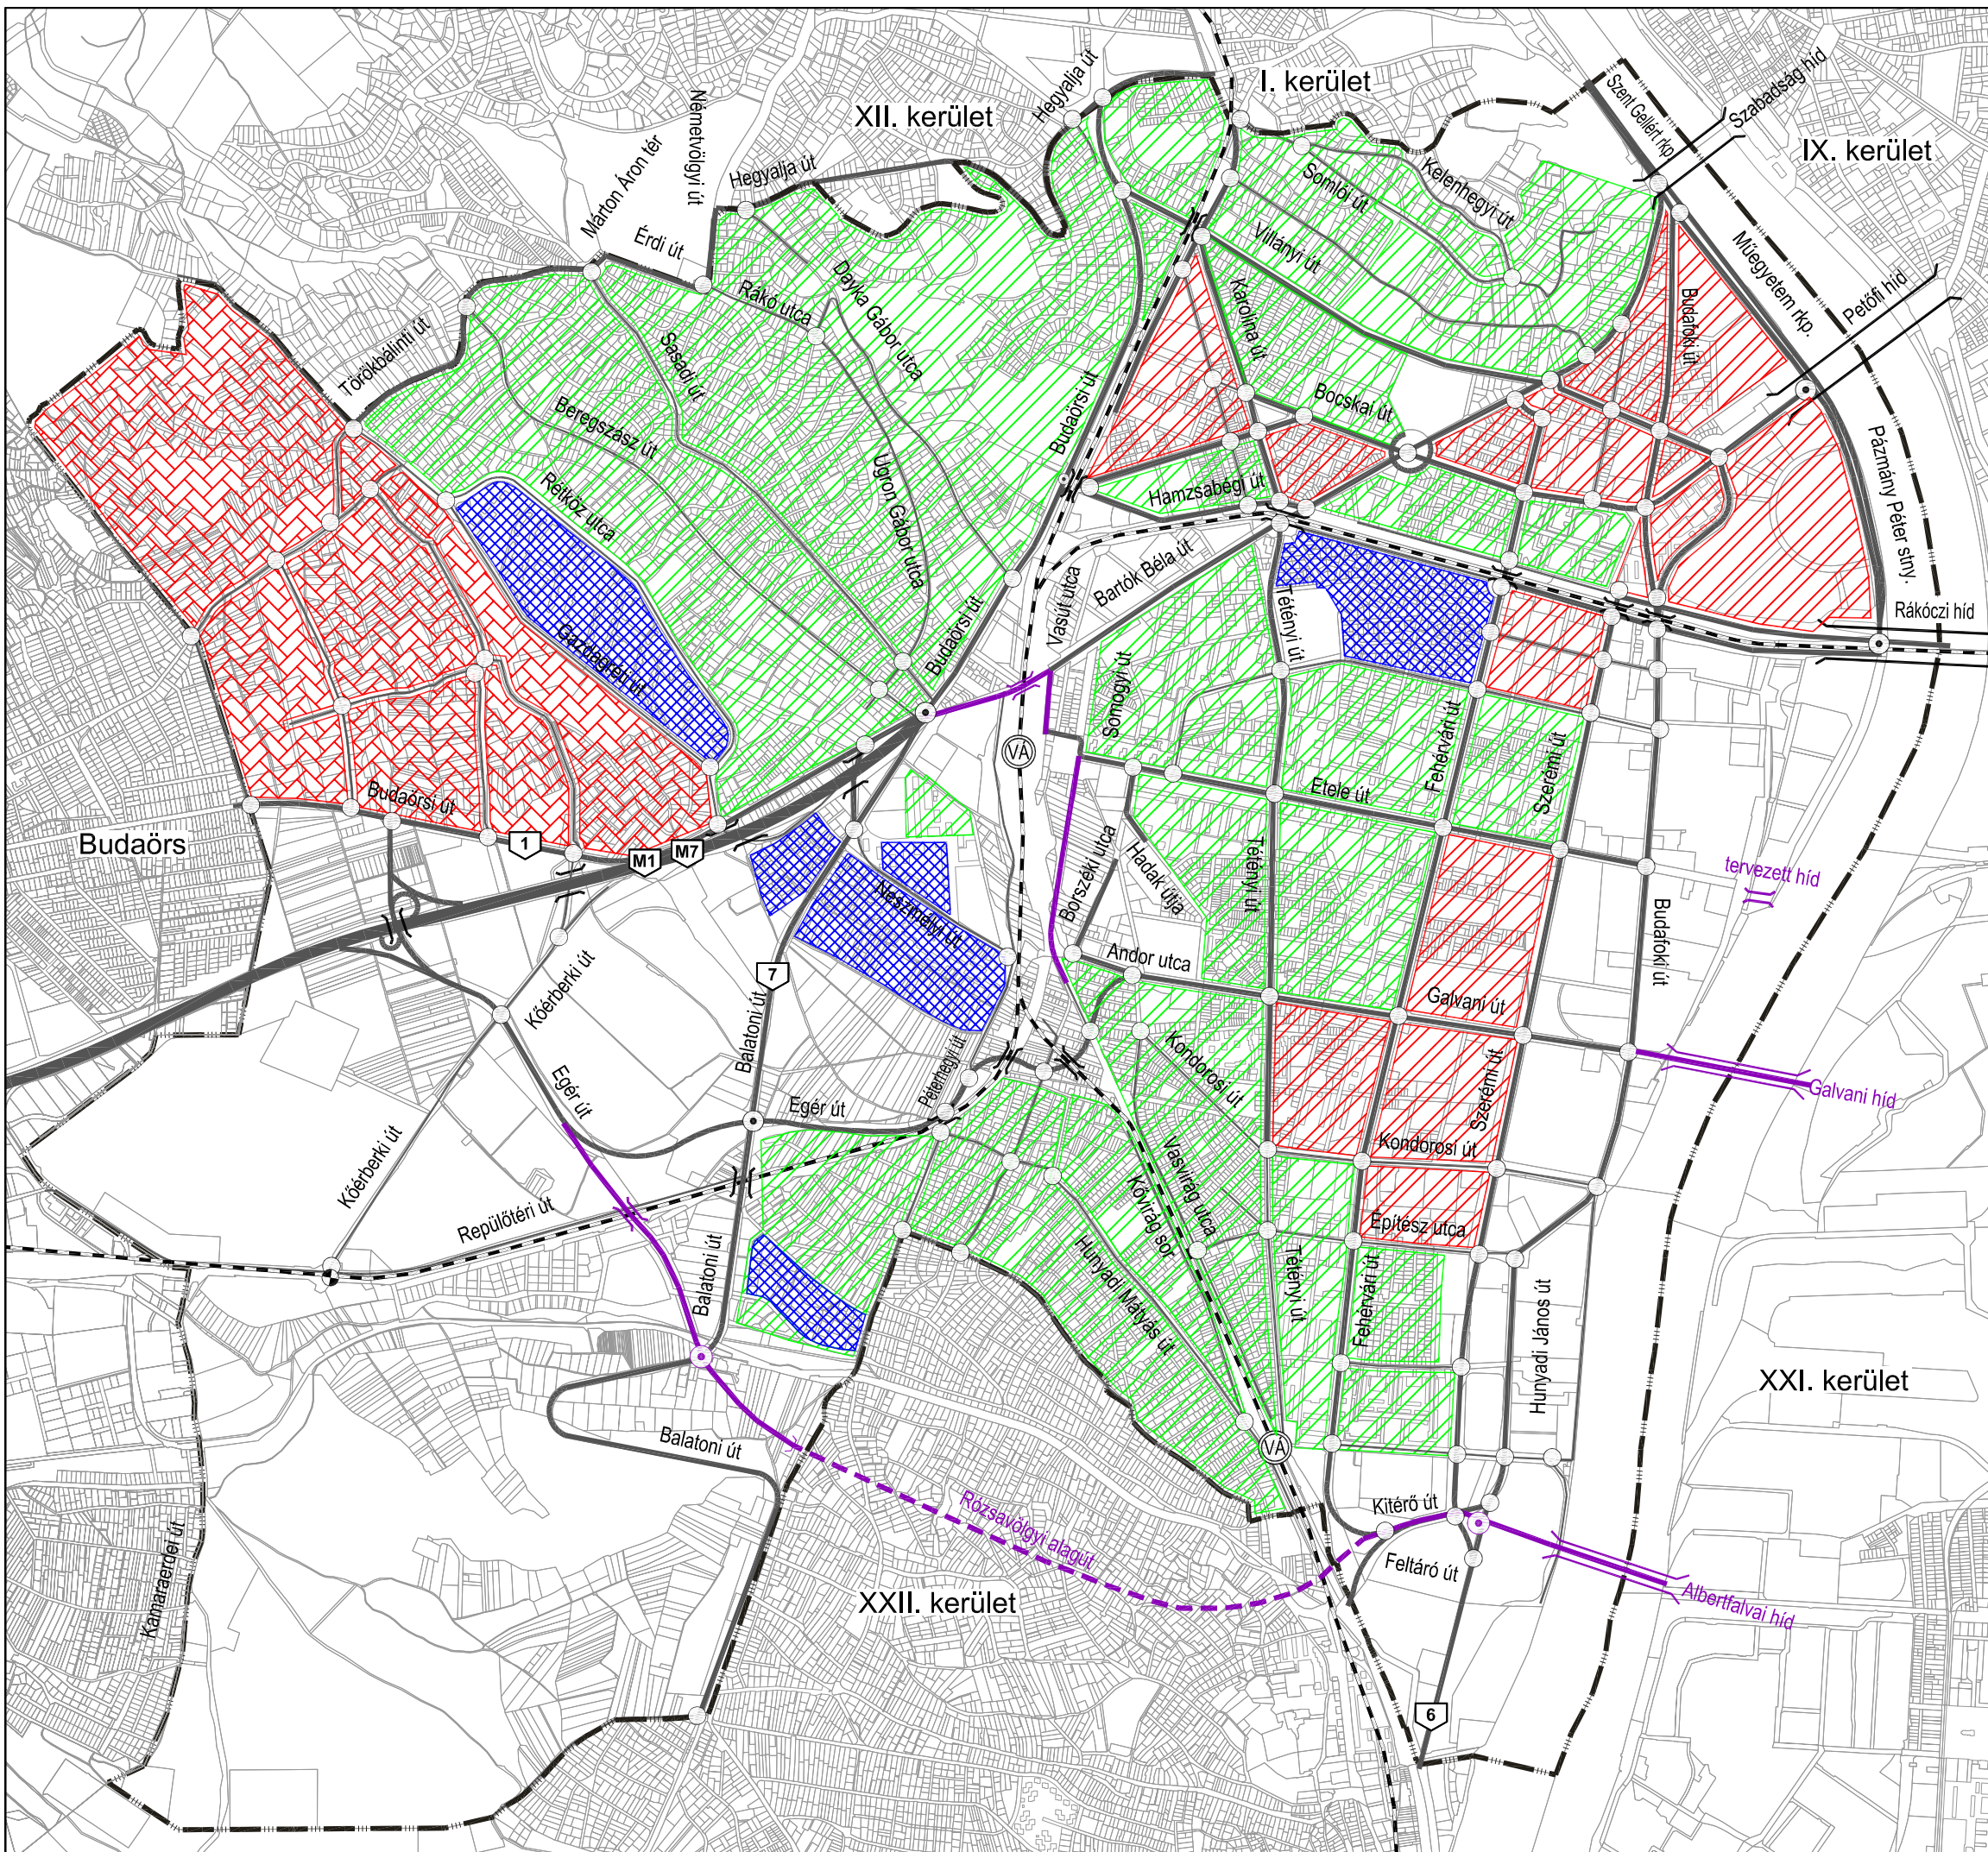 I. kerület
XII. kerület
IX. kerület
Hegyalja út
Szent Gellért rkp.
Szabadság híd
Németvölgyi út
Márton Áron tér
Hegyalja út
Érdi út
Somlói út
Kelenhegyi út
Villányi út
Műegyetem rkp.
Petőfi híd
Budafoki út
Rákó utca
Dayka Gábor utca
Karolina út
Törökbálinti út
Sasadi út
Beregszász út
Budaörsi út
Bocskai út
Ugron Gábor utca
Rétköz utca
Hamzsabégi út
Pázmány Péter stny.
Bartók Béla út
Vasút utca
Rákóczi híd
Gazdagréti út
Budaörsi út
Tétényi út
Somogyi út
Fehérvári út
Szerémi út
VÁ
Etele út
Budaörsi út
Budaörs
1
M1
M7
Borszéki utca
Hadak útja
Tétényi út
tervezett híd
Neszmélyi út
Budafoki út
Andor utca
7
Kőérberki út
Balatoni út
Galvani út
Péterhegyi út
Kondorosi út
Egér út
Egér út
Galvani híd
Szerémi út
Kondorosi út
Kőérberki út
Vasvirág utca
Kővirág sor
Repülőtéri út
Építész utca
Balatoni út
Hunyadi Mátyás út
Tétényi út
Fehérvári út
Hunyadi János út
XXI. kerület
Balatoni út
VÁ
Rózsavölgyi alagút
Kitérő út
Feltáró út
Albertfalvai híd
Kamaraerdei út
XXII. kerület
6